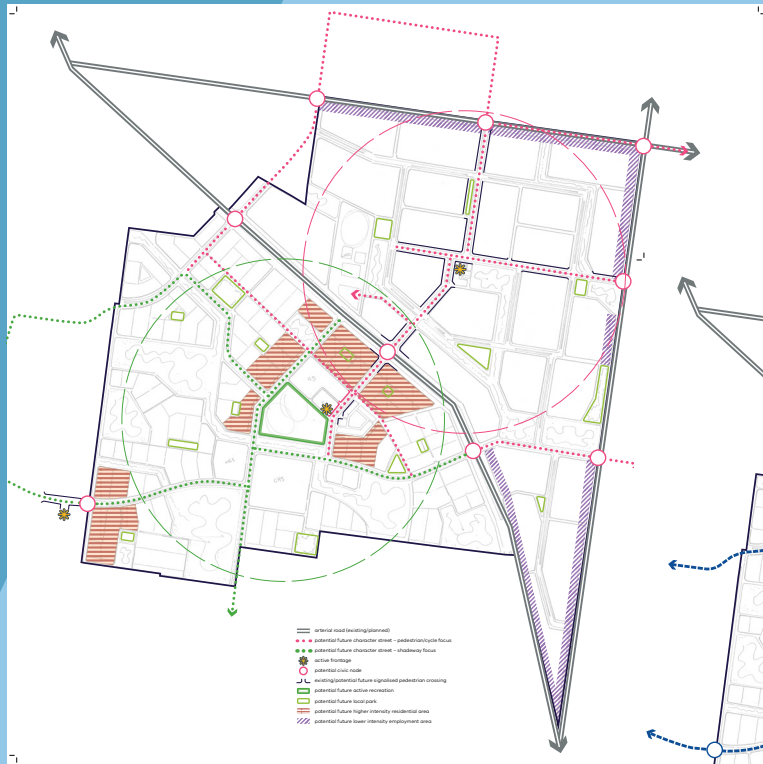 arterial road (existing/planned)
potential future character street – pedestrian/cycle focus
potential future character street – shadeway focus
active frontage
potential civic node
existing/potential future signalised pedestrian crossing
potential future active recreation
potential future local park
potential future higher intensity residential area
potential future lower intensity employment area